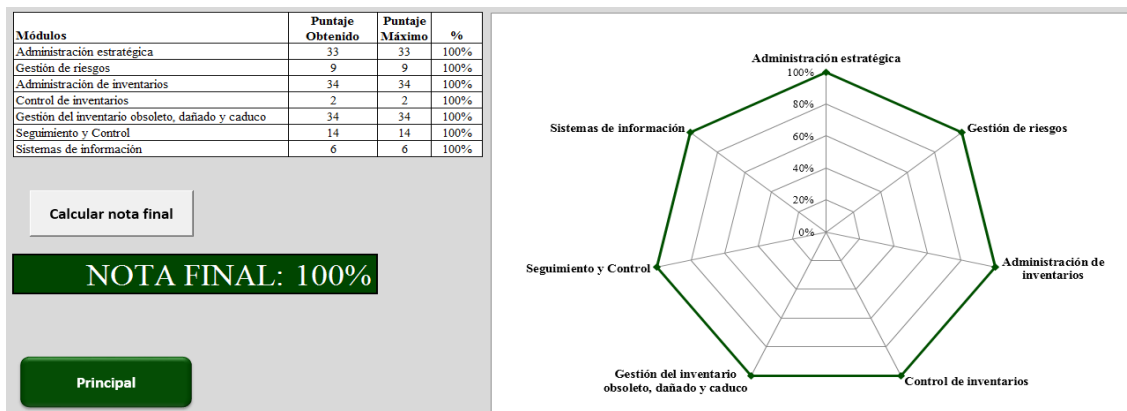 Módulos Puntaje Obtenido Puntaje Máximo %
Administración estratégica 33 33 100%
Gestión de riesgos 9 9 100%
Administración de inventarios 34 34 100%
Control de inventarios 2 2 100%
Gestión del inventario obsoleto, dañado y caduco 34 34 100%
Seguimiento y Control 14 14 100%
Sistemas de información 6 6 100%
Calcular nota final
NOTA FINAL: 100%
Principal
Administración estratégica
100%
80%
60%
40%
20%
0%
Gestión de riesgos
Administración de
inventarios
Control de inventarios
Gestión del inventario
obsoleto, dañado y caduco
Seguimiento y Control
Sistemas de información